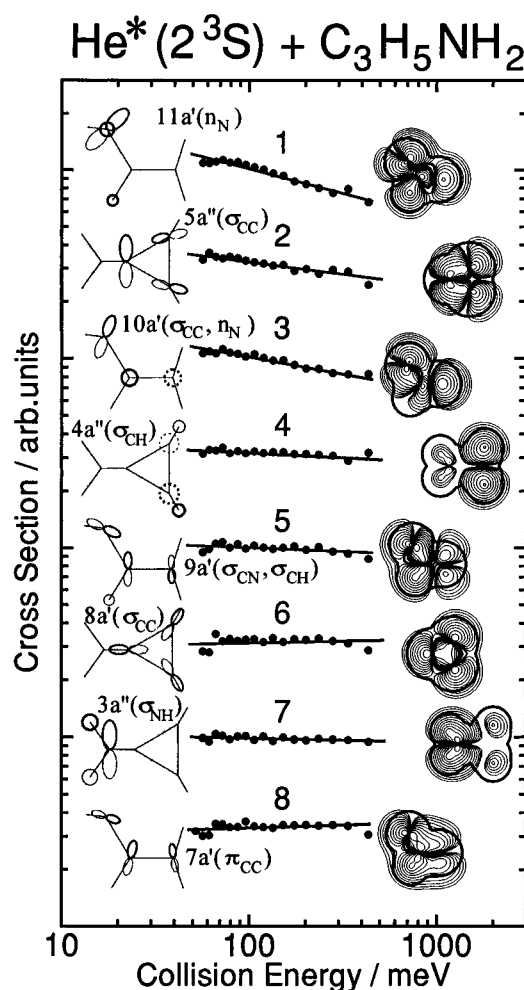 He*(2³S) + C₃H₅NH₂
11a'(n_N)
1
5a"(σ_CC)
2
10a'(σ_CC, n_N)
3
4a"(σ_CH)
4
5
9a'(σ_CN, σ_CH)
8a'(σ_CC)
6
3a"(σ_NH)
7
8
7a'(π_CC)
Cross Section / arb.units
10 100 1000
Collision Energy / meV